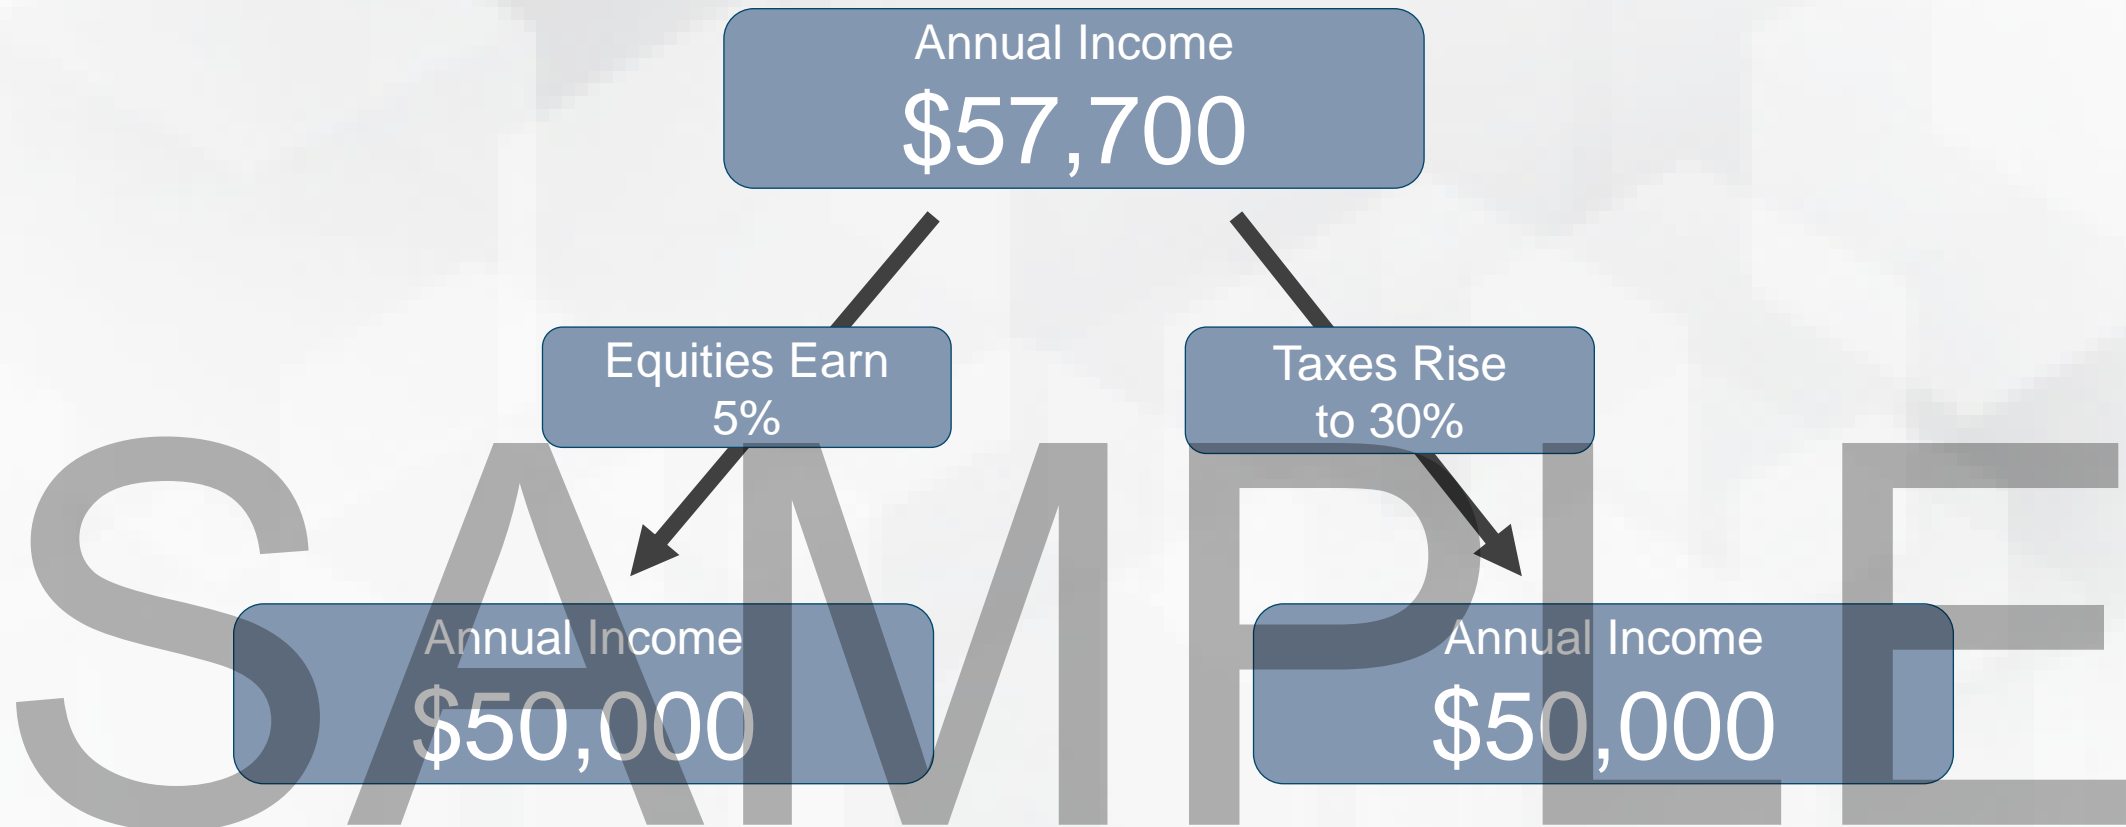 Annual Income
$57,700
Equities Earn
5%
Taxes Rise
to 30%
Annual Income
$50,000
Annual Income
$50,000
SAMPLE